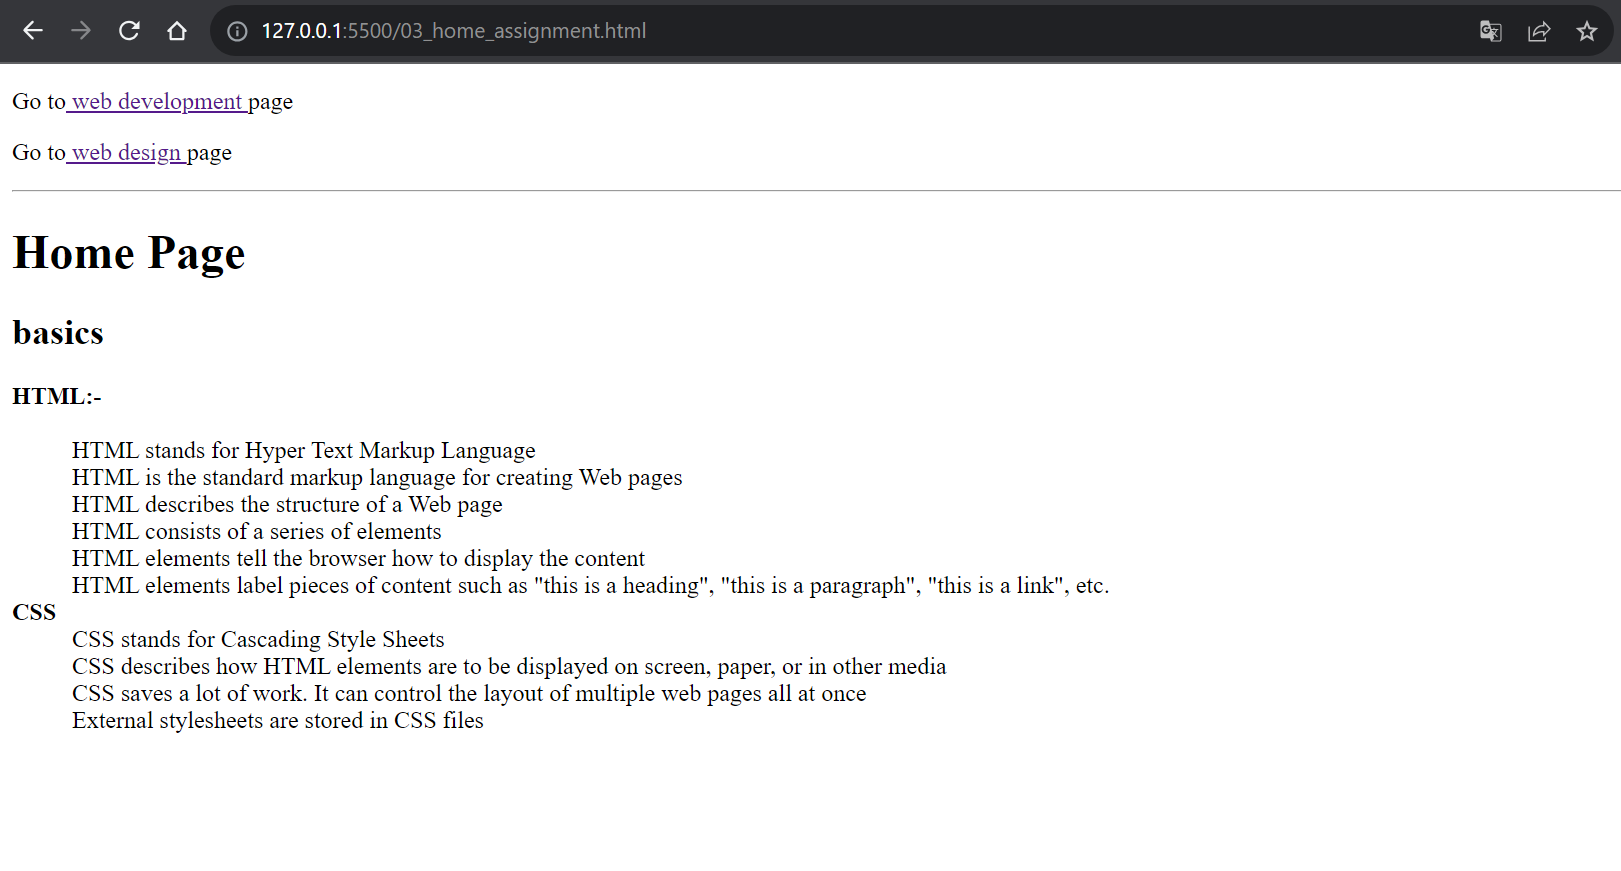 127.0.0.1:5500/03_home_assignment.html
Go to web development page
Go to web design page
Home Page
basics
HTML:-
HTML stands for Hyper Text Markup Language
HTML is the standard markup language for creating Web pages
HTML describes the structure of a Web page
HTML consists of a series of elements
HTML elements tell the browser how to display the content
HTML elements label pieces of content such as "this is a heading", "this is a paragraph", "this is a link", etc.
CSS
CSS stands for Cascading Style Sheets
CSS describes how HTML elements are to be displayed on screen, paper, or in other media
CSS saves a lot of work. It can control the layout of multiple web pages all at once
External stylesheets are stored in CSS files